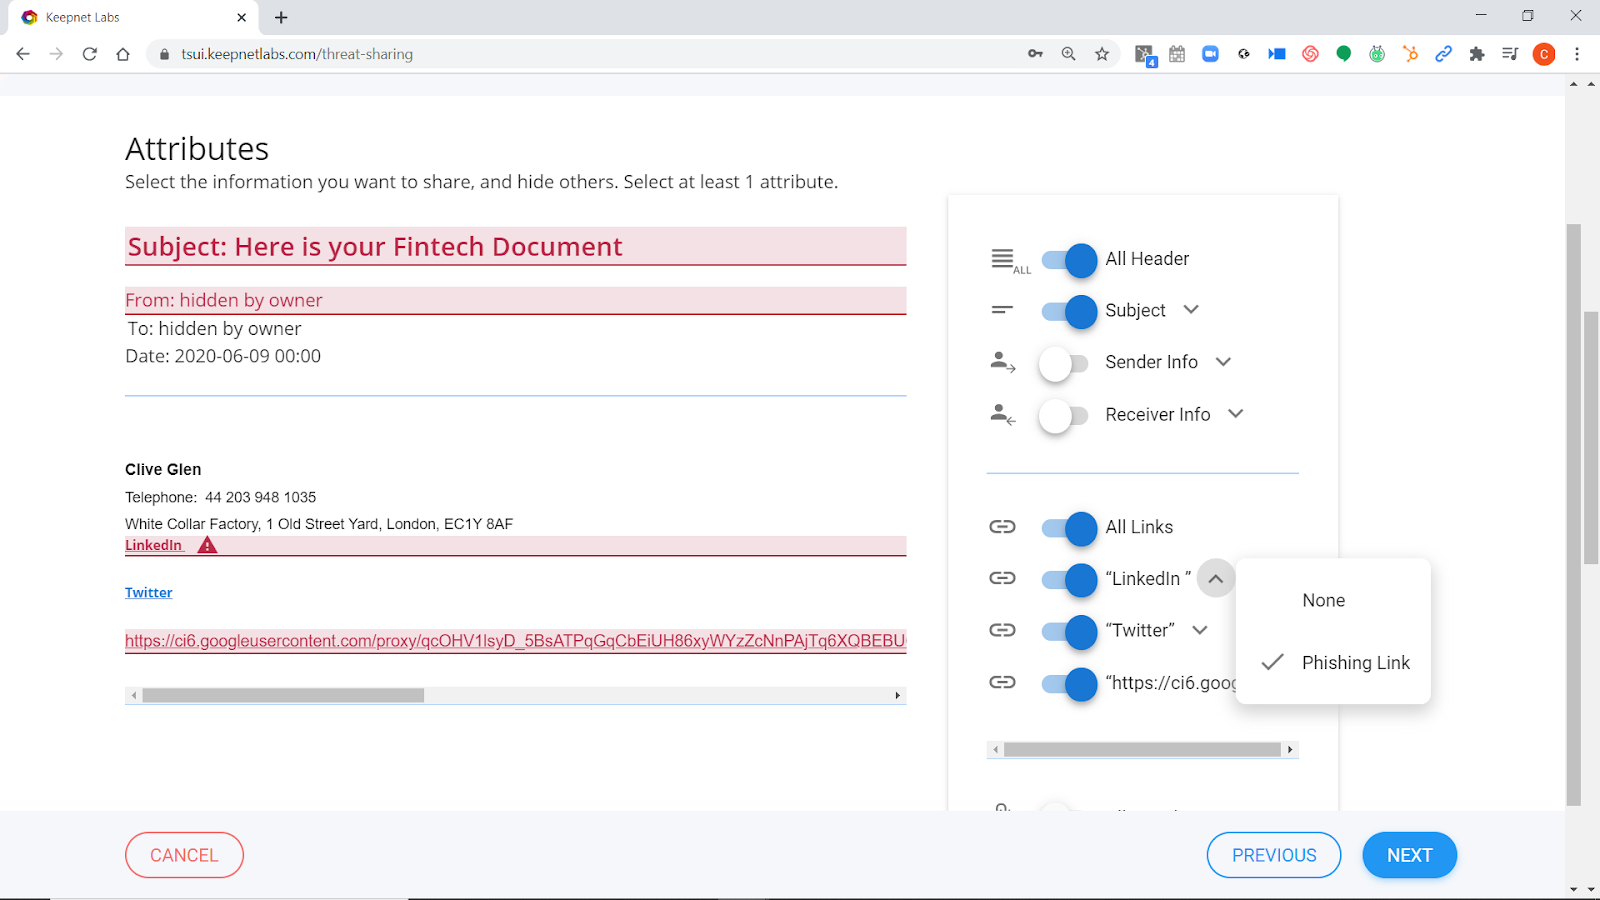 Keepnet Labs
tsui.keepnetlabs.com/threat-sharing
4
C
Attributes
Select the information you want to share, and hide others. Select at least 1 attribute.
Subject: Here is your Fintech Document
From: hidden by owner
To: hidden by owner
Date: 2020-06-09 00:00
Clive Glen
Telephone: 44 203 948 1035
White Collar Factory, 1 Old Street Yard, London, EC1Y 8AF
LinkedIn
Twitter
https://ci6.googleusercontent.com/proxy/qcOHV1lsyD_5BsATPqGqCbEiUH86xyWYzZcNnPAjTq6XQBEBU
ALL
All Header
Subject
Sender Info
Receiver Info
All Links
“LinkedIn ”
“Twitter”
“https://ci6.goog
None
Phishing Link
CANCEL
PREVIOUS
NEXT